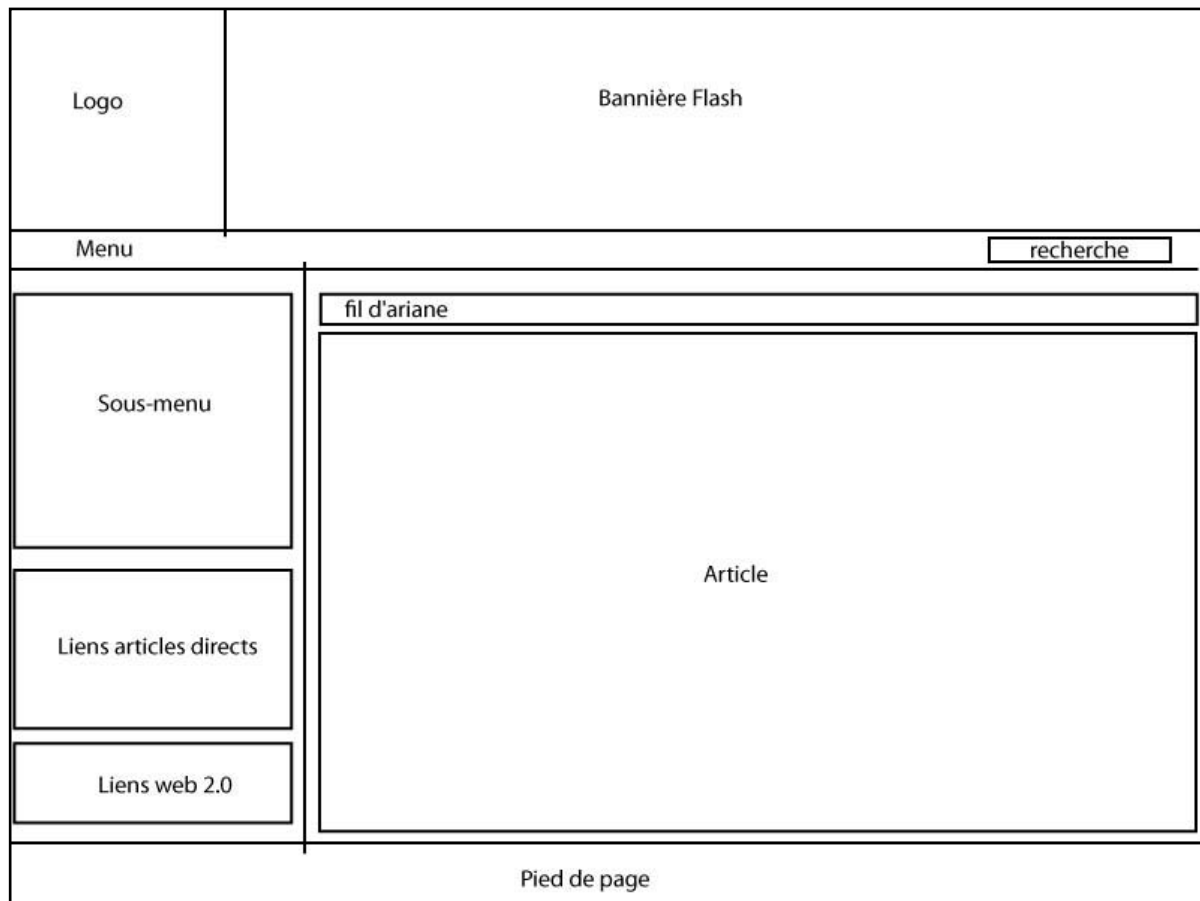 Logo
Bannière Flash
Menu
recherche
fil d'ariane
Sous-menu
Article
Liens articles directs
Liens web 2.0
Pied de page